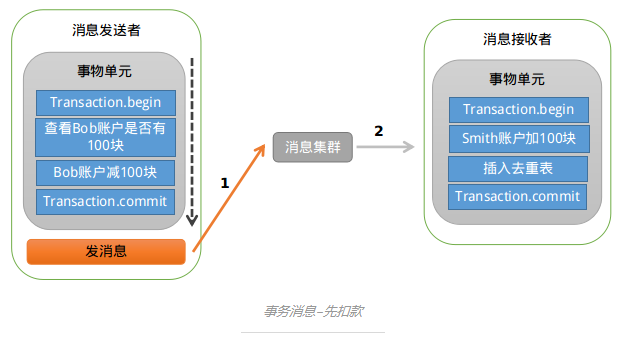 消息发送者
事物单元
Transaction.begin
查看Bob账户是否有
100块
Bob账户减100块
Transaction.commit
发消息
1
消息集群
2
消息接收者
事物单元
Transaction.begin
Smith账户加100块
插入去重表
Transaction.commit
事务消息-先扣款